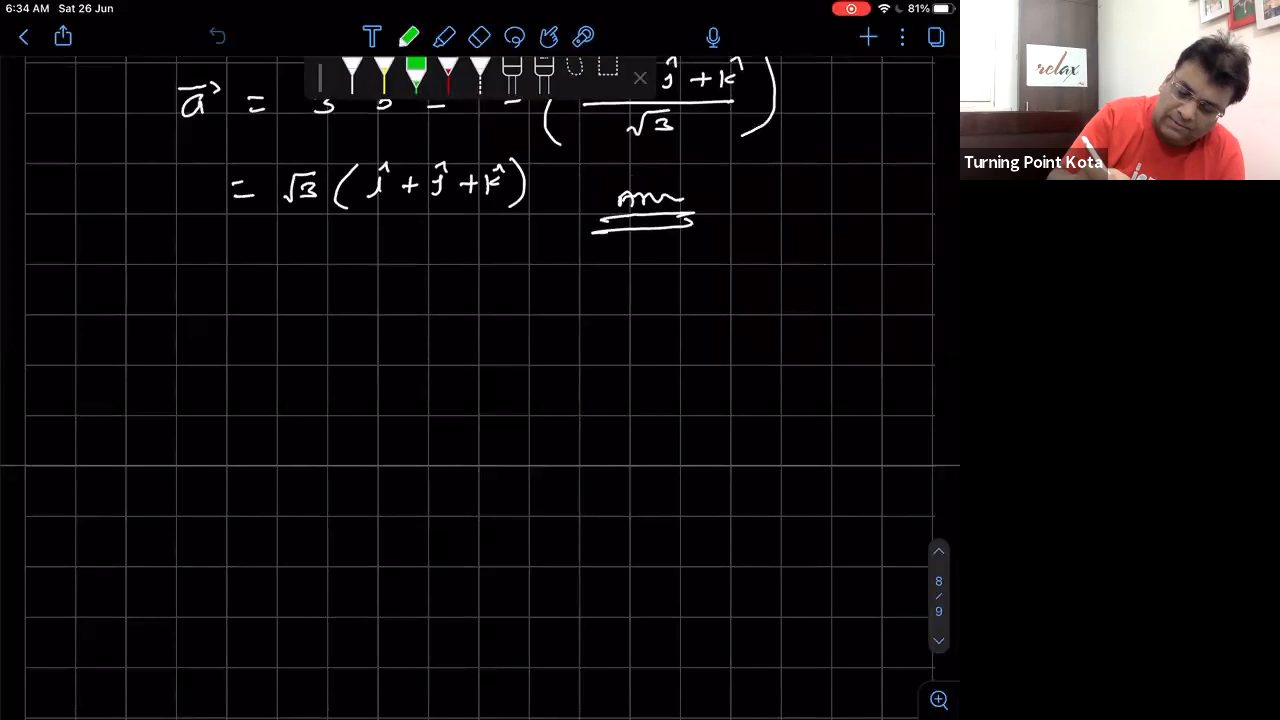 6:34 AM Sat 26 Jun
81%
T
ĵ + k̂
a⃗ =
√3
= √3 ( î + ĵ + k̂ )
Ans
8
/
9
relax
Turning Point Kota